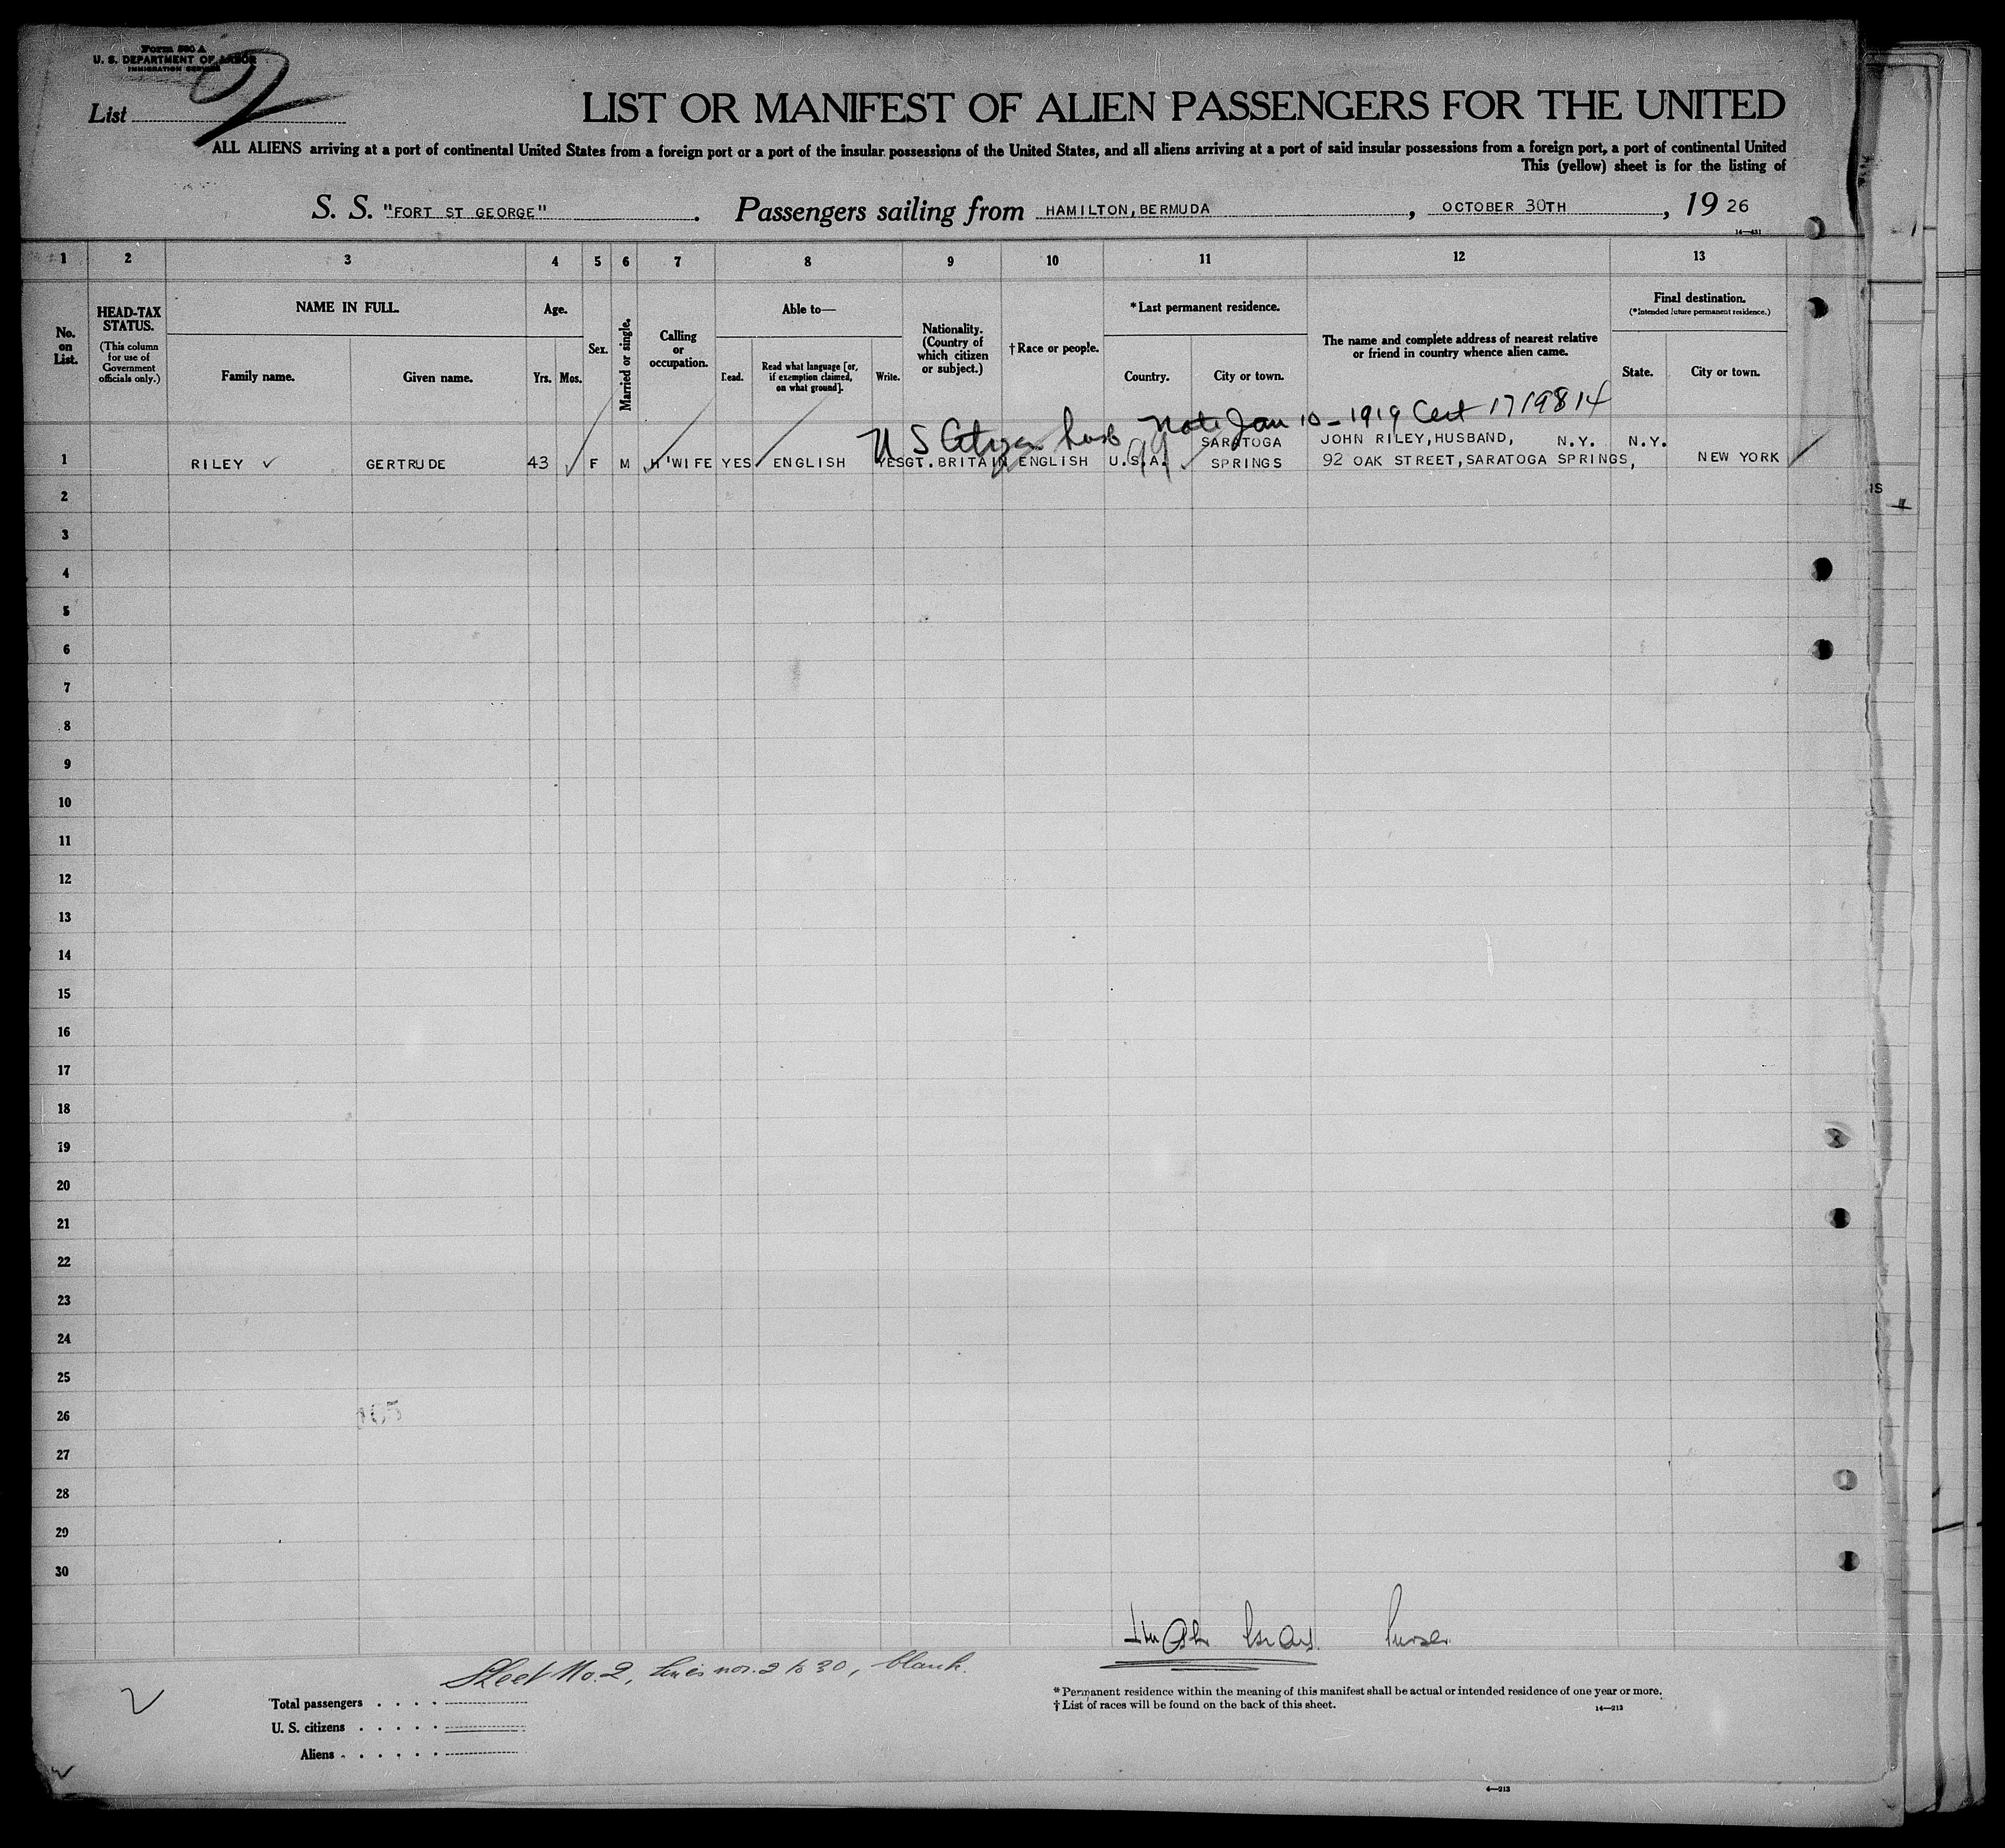 Form 500 A
U. S. DEPARTMENT OF LABOR
IMMIGRATION SERVICE
List 2
LIST OR MANIFEST OF ALIEN PASSENGERS FOR THE UNITED
ALL ALIENS arriving at a port of continental United States from a foreign port or a port of the insular possessions of the United States, and all aliens arriving at a port of said insular possessions from a foreign port, a port of continental United
This (yellow) sheet is for the listing of
S. S. "FORT ST GEORGE". Passengers sailing from HAMILTON, BERMUDA, OCTOBER 30TH, 19 26
1 2 3 4 5 6 7 8 9 10 11 12 13
No. on List.
HEAD-TAX STATUS.
(This column for use of Government officials only.)
NAME IN FULL.
Family name. Given name.
Age.
Yrs. Mos.
Sex.
Married or single.
Calling or occupation.
Able to—
Read. Read what language [or, if exemption claimed, on what ground]. Write.
Nationality. (Country of which citizen or subject.)
†Race or people.
*Last permanent residence.
Country. City or town.
The name and complete address of nearest relative or friend in country whence alien came.
Final destination.
(*Intended future permanent residence.)
State. City or town.
U S Citizen husb Nat. Jan 10-1919 Cert 1719814
SARATOGA JOHN RILEY, HUSBAND, N.Y. N.Y.
1 RILEY ✓ GERTRUDE 43 F M H'WIFE YES ENGLISH YES GT. BRITAIN ENGLISH U.S.A. SPRINGS 92 OAK STREET, SARATOGA SPRINGS, NEW YORK
2
IS
3
4
5
6
7
8
9
10
11
12
13
14
15
16
17
18
19
20
21
22
23
24
25
26
165
27
28
29
30
Purser
Sheet No. 2, lines nos. 2 to 30, blank.
*Permanent residence within the meaning of this manifest shall be actual or intended residence of one year or more.
†List of races will be found on the back of this sheet.
14—213
Total passengers
U. S. citizens
Aliens